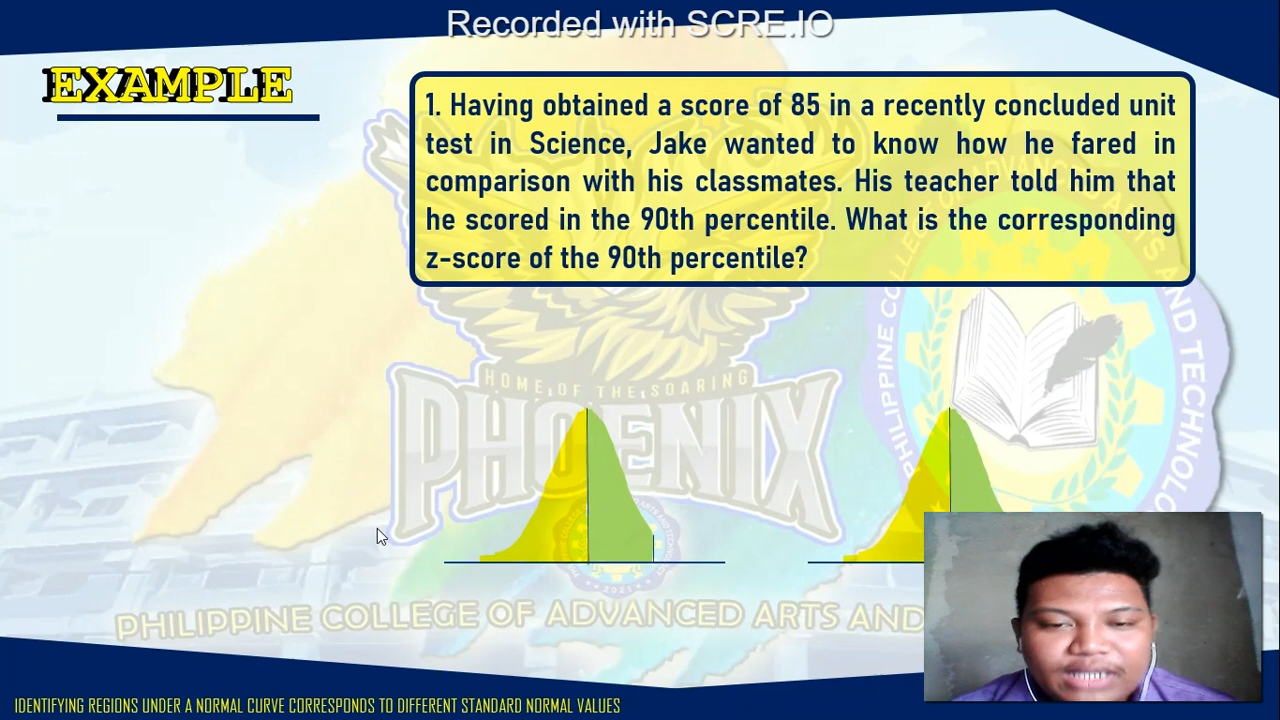 Recorded with SCRE.IO
EXAMPLE
1. Having obtained a score of 85 in a recently concluded unit
test in Science, Jake wanted to know how he fared in
comparison with his classmates. His teacher told him that
he scored in the 90th percentile. What is the corresponding
z-score of the 90th percentile?
HOME OF THE SOARING
PHOENIX
PHILIPPINE COLLEGE OF ADVANCED ARTS AND
IDENTIFYING REGIONS UNDER A NORMAL CURVE CORRESPONDS TO DIFFERENT STANDARD NORMAL VALUES